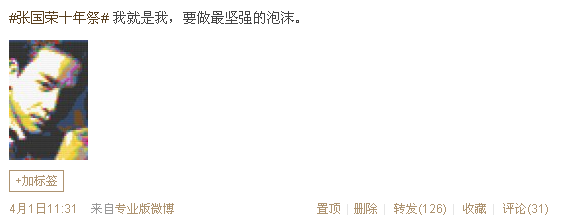 #张国荣十年祭# 我就是我，要做最坚强的泡沫。
+加标签
4月1日11:31 来自专业版微博 置顶 | 删除 | 转发(126) | 收藏 | 评论(31)